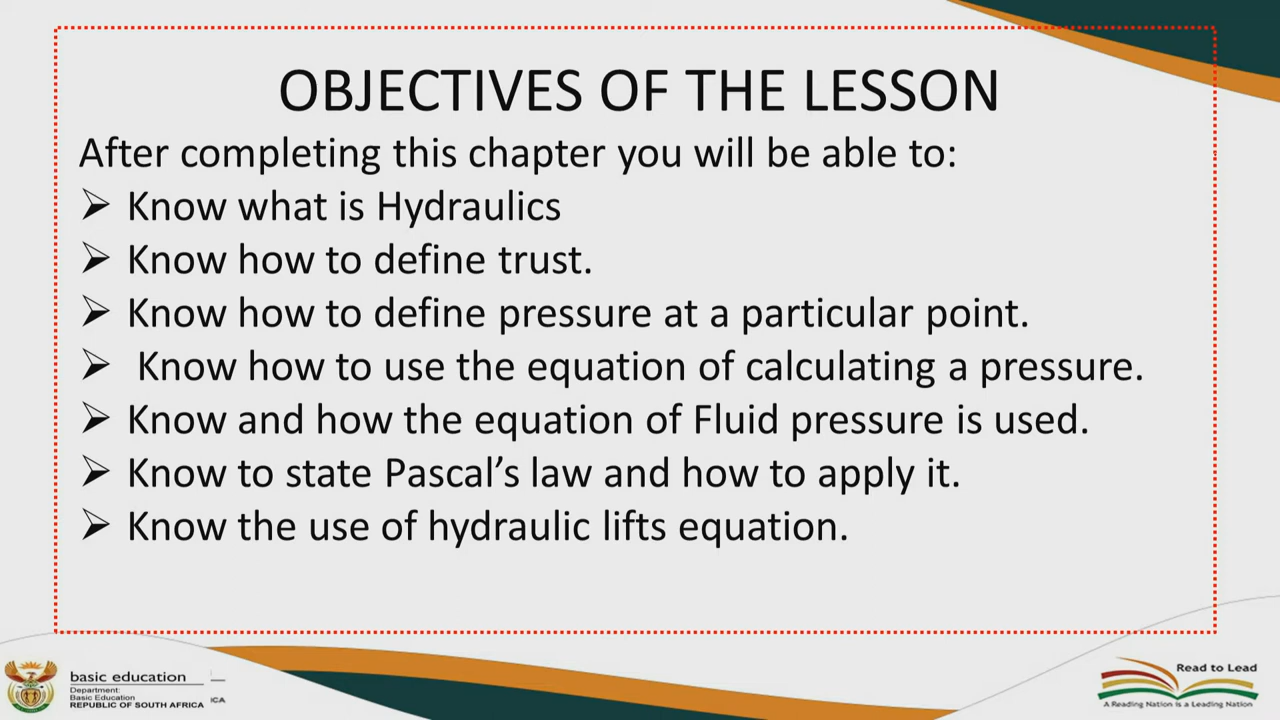 OBJECTIVES OF THE LESSON
After completing this chapter you will be able to:
➢ Know what is Hydraulics
➢ Know how to define trust.
➢ Know how to define pressure at a particular point.
➢ Know how to use the equation of calculating a pressure.
➢ Know and how the equation of Fluid pressure is used.
➢ Know to state Pascal’s law and how to apply it.
➢ Know the use of hydraulic lifts equation.
basic education
Department:
Basic Education
REPUBLIC OF SOUTH AFRICA
ICA
Read to Lead
A Reading Nation is a Leading Nation